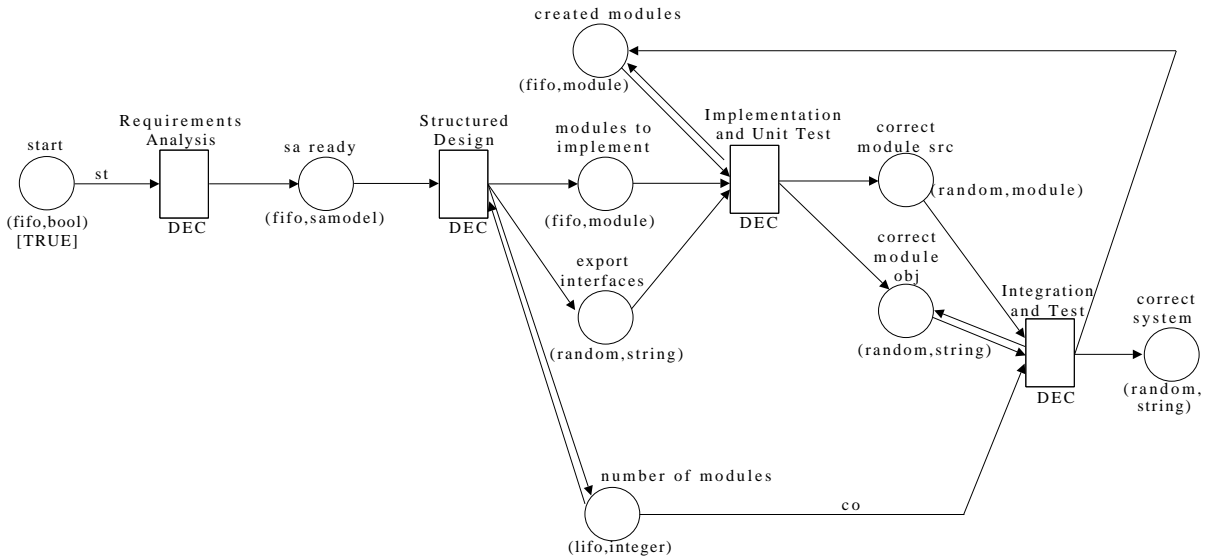 created modules
(fifo,module)
Requirements
Analysis
Structured
Design
modules to
implement
Implementation
and Unit Test
correct
module src
start
st
sa ready
(random,module)
(fifo,bool)
[TRUE]
DEC
(fifo,samodel)
DEC
(fifo,module)
DEC
export
interfaces
correct
module
obj
Integration
and Test
correct
system
(random,string)
(random,string)
DEC
(random,
string)
number of modules
co
(lifo,integer)